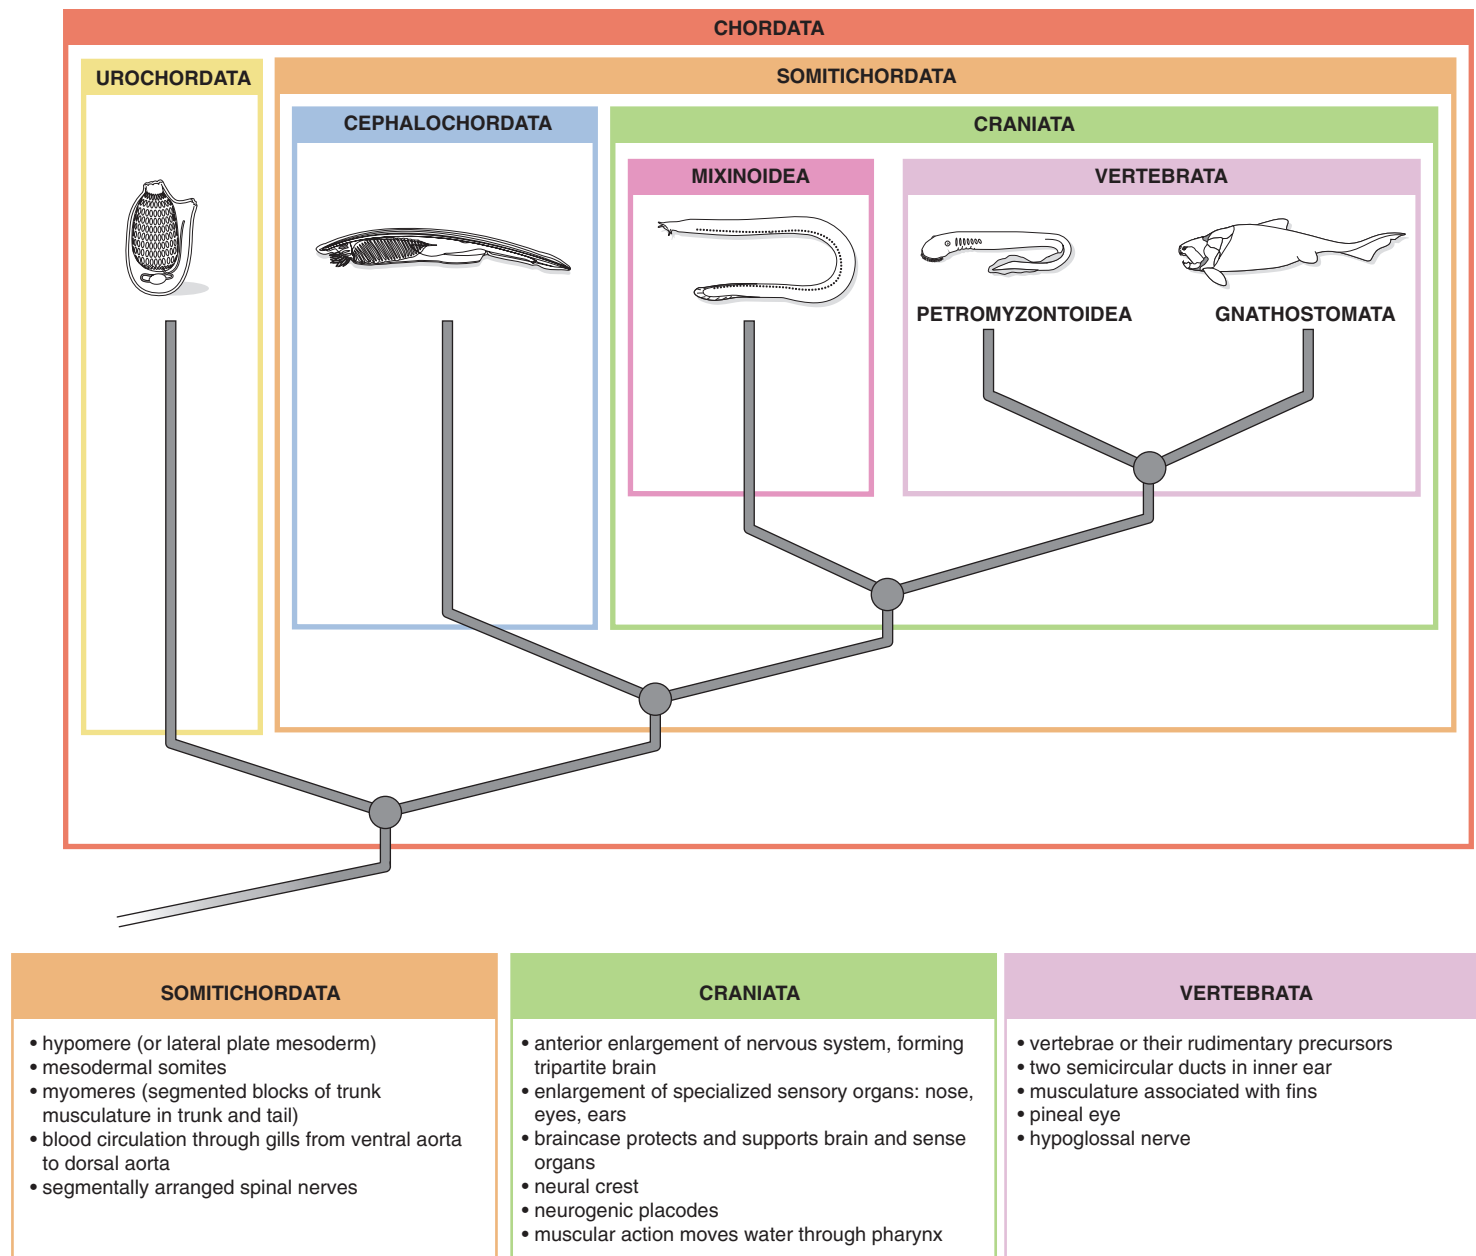 CHORDATA
UROCHORDATA
SOMITICHORDATA
CEPHALOCHORDATA
CRANIATA
MIXINOIDEA
VERTEBRATA
PETROMYZONTOIDEA
GNATHOSTOMATA
SOMITICHORDATA
• hypomere (or lateral plate mesoderm)
• mesodermal somites
• myomeres (segmented blocks of trunk
musculature in trunk and tail)
• blood circulation through gills from ventral aorta
to dorsal aorta
• segmentally arranged spinal nerves
CRANIATA
• anterior enlargement of nervous system, forming
tripartite brain
• enlargement of specialized sensory organs: nose,
eyes, ears
• braincase protects and supports brain and sense
organs
• neural crest
• neurogenic placodes
• muscular action moves water through pharynx
VERTEBRATA
• vertebrae or their rudimentary precursors
• two semicircular ducts in inner ear
• musculature associated with fins
• pineal eye
• hypoglossal nerve